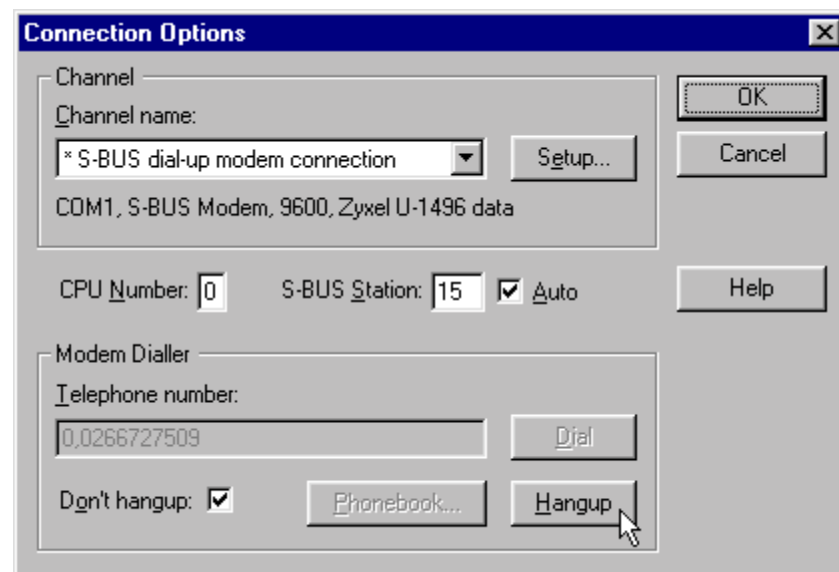 Connection Options
Channel
Channel name:
* S-BUS dial-up modem connection
Setup...
COM1, S-BUS Modem, 9600, Zyxel U-1496 data
OK
Cancel
CPU Number: 0 S-BUS Station: 15 Auto
Help
Modem Dialler
Telephone number:
0,0266727509
Dial
Don't hangup:
Phonebook...
Hangup